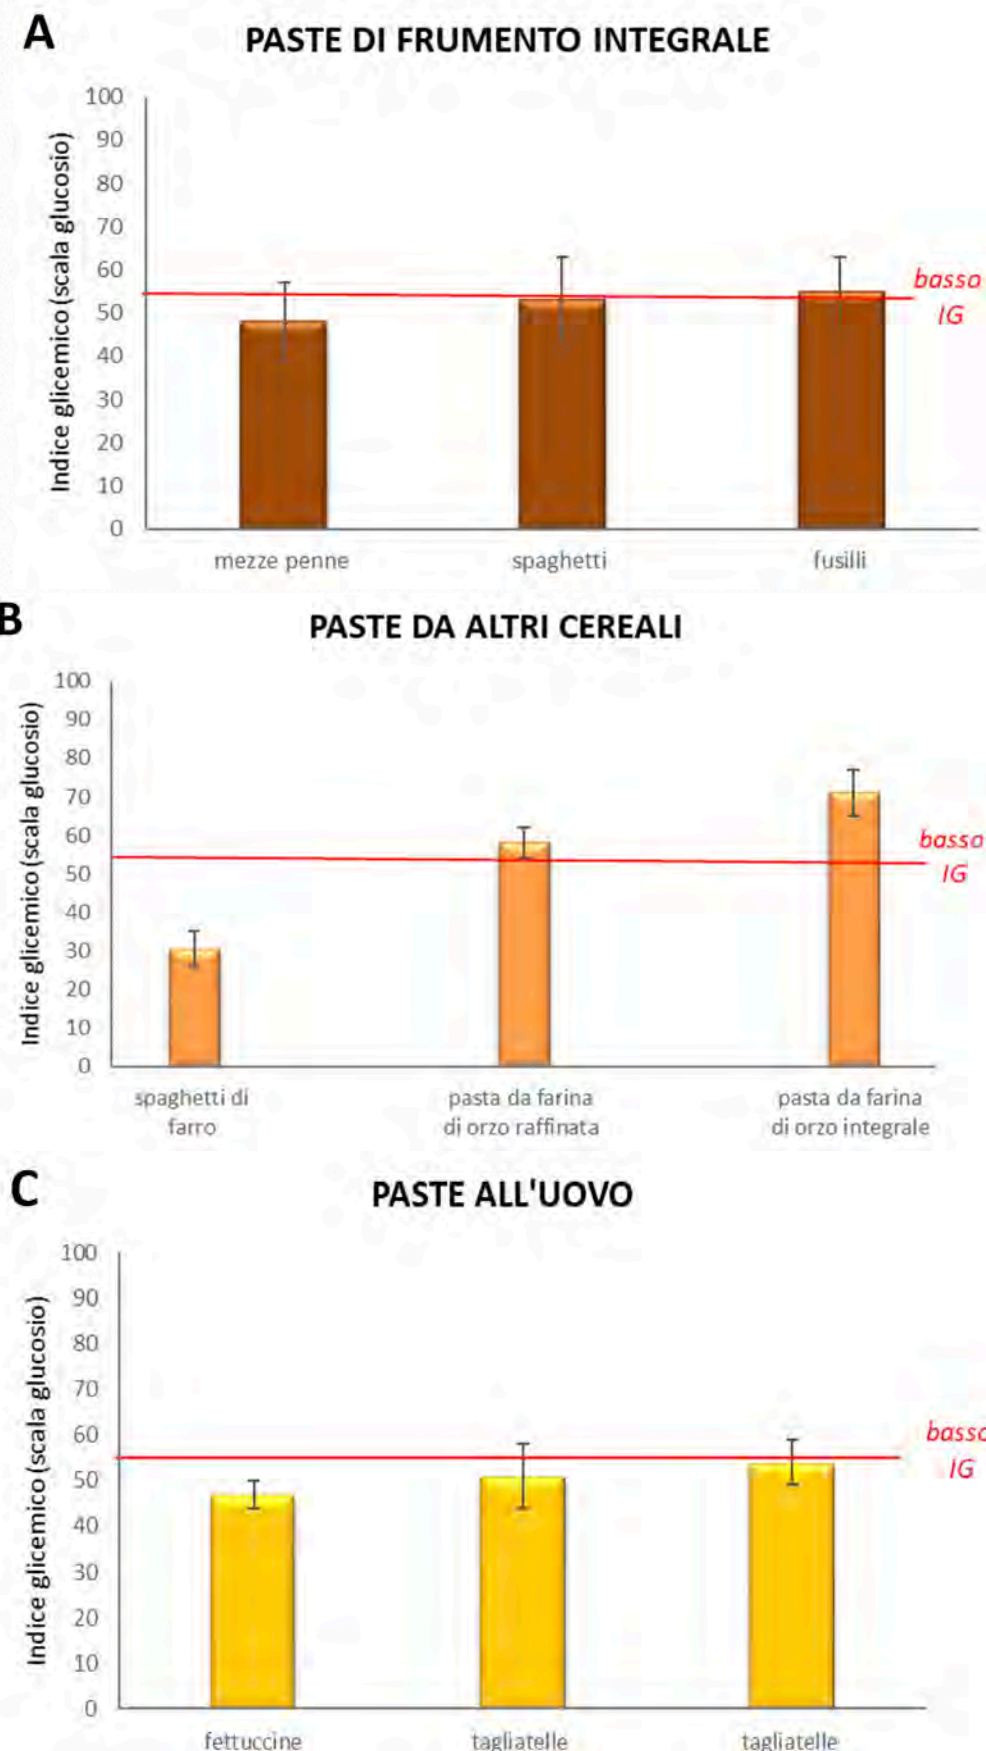 A
PASTE DI FRUMENTO INTEGRALE
Indice glicemico (scala glucosio)
100
90
80
70
60
50
40
30
20
10
0
basso
IG
mezze penne
spaghetti
fusilli
B
PASTE DA ALTRI CEREALI
Indice glicemico (scala glucosio)
100
90
80
70
60
50
40
30
20
10
0
basso
IG
spaghetti di
farro
pasta da farina
di orzo raffinata
pasta da farina
di orzo integrale
C
PASTE ALL'UOVO
Indice glicemico (scala glucosio)
100
90
80
70
60
50
40
30
20
10
0
basso
IG
fettuccine
tagliatelle
tagliatelle